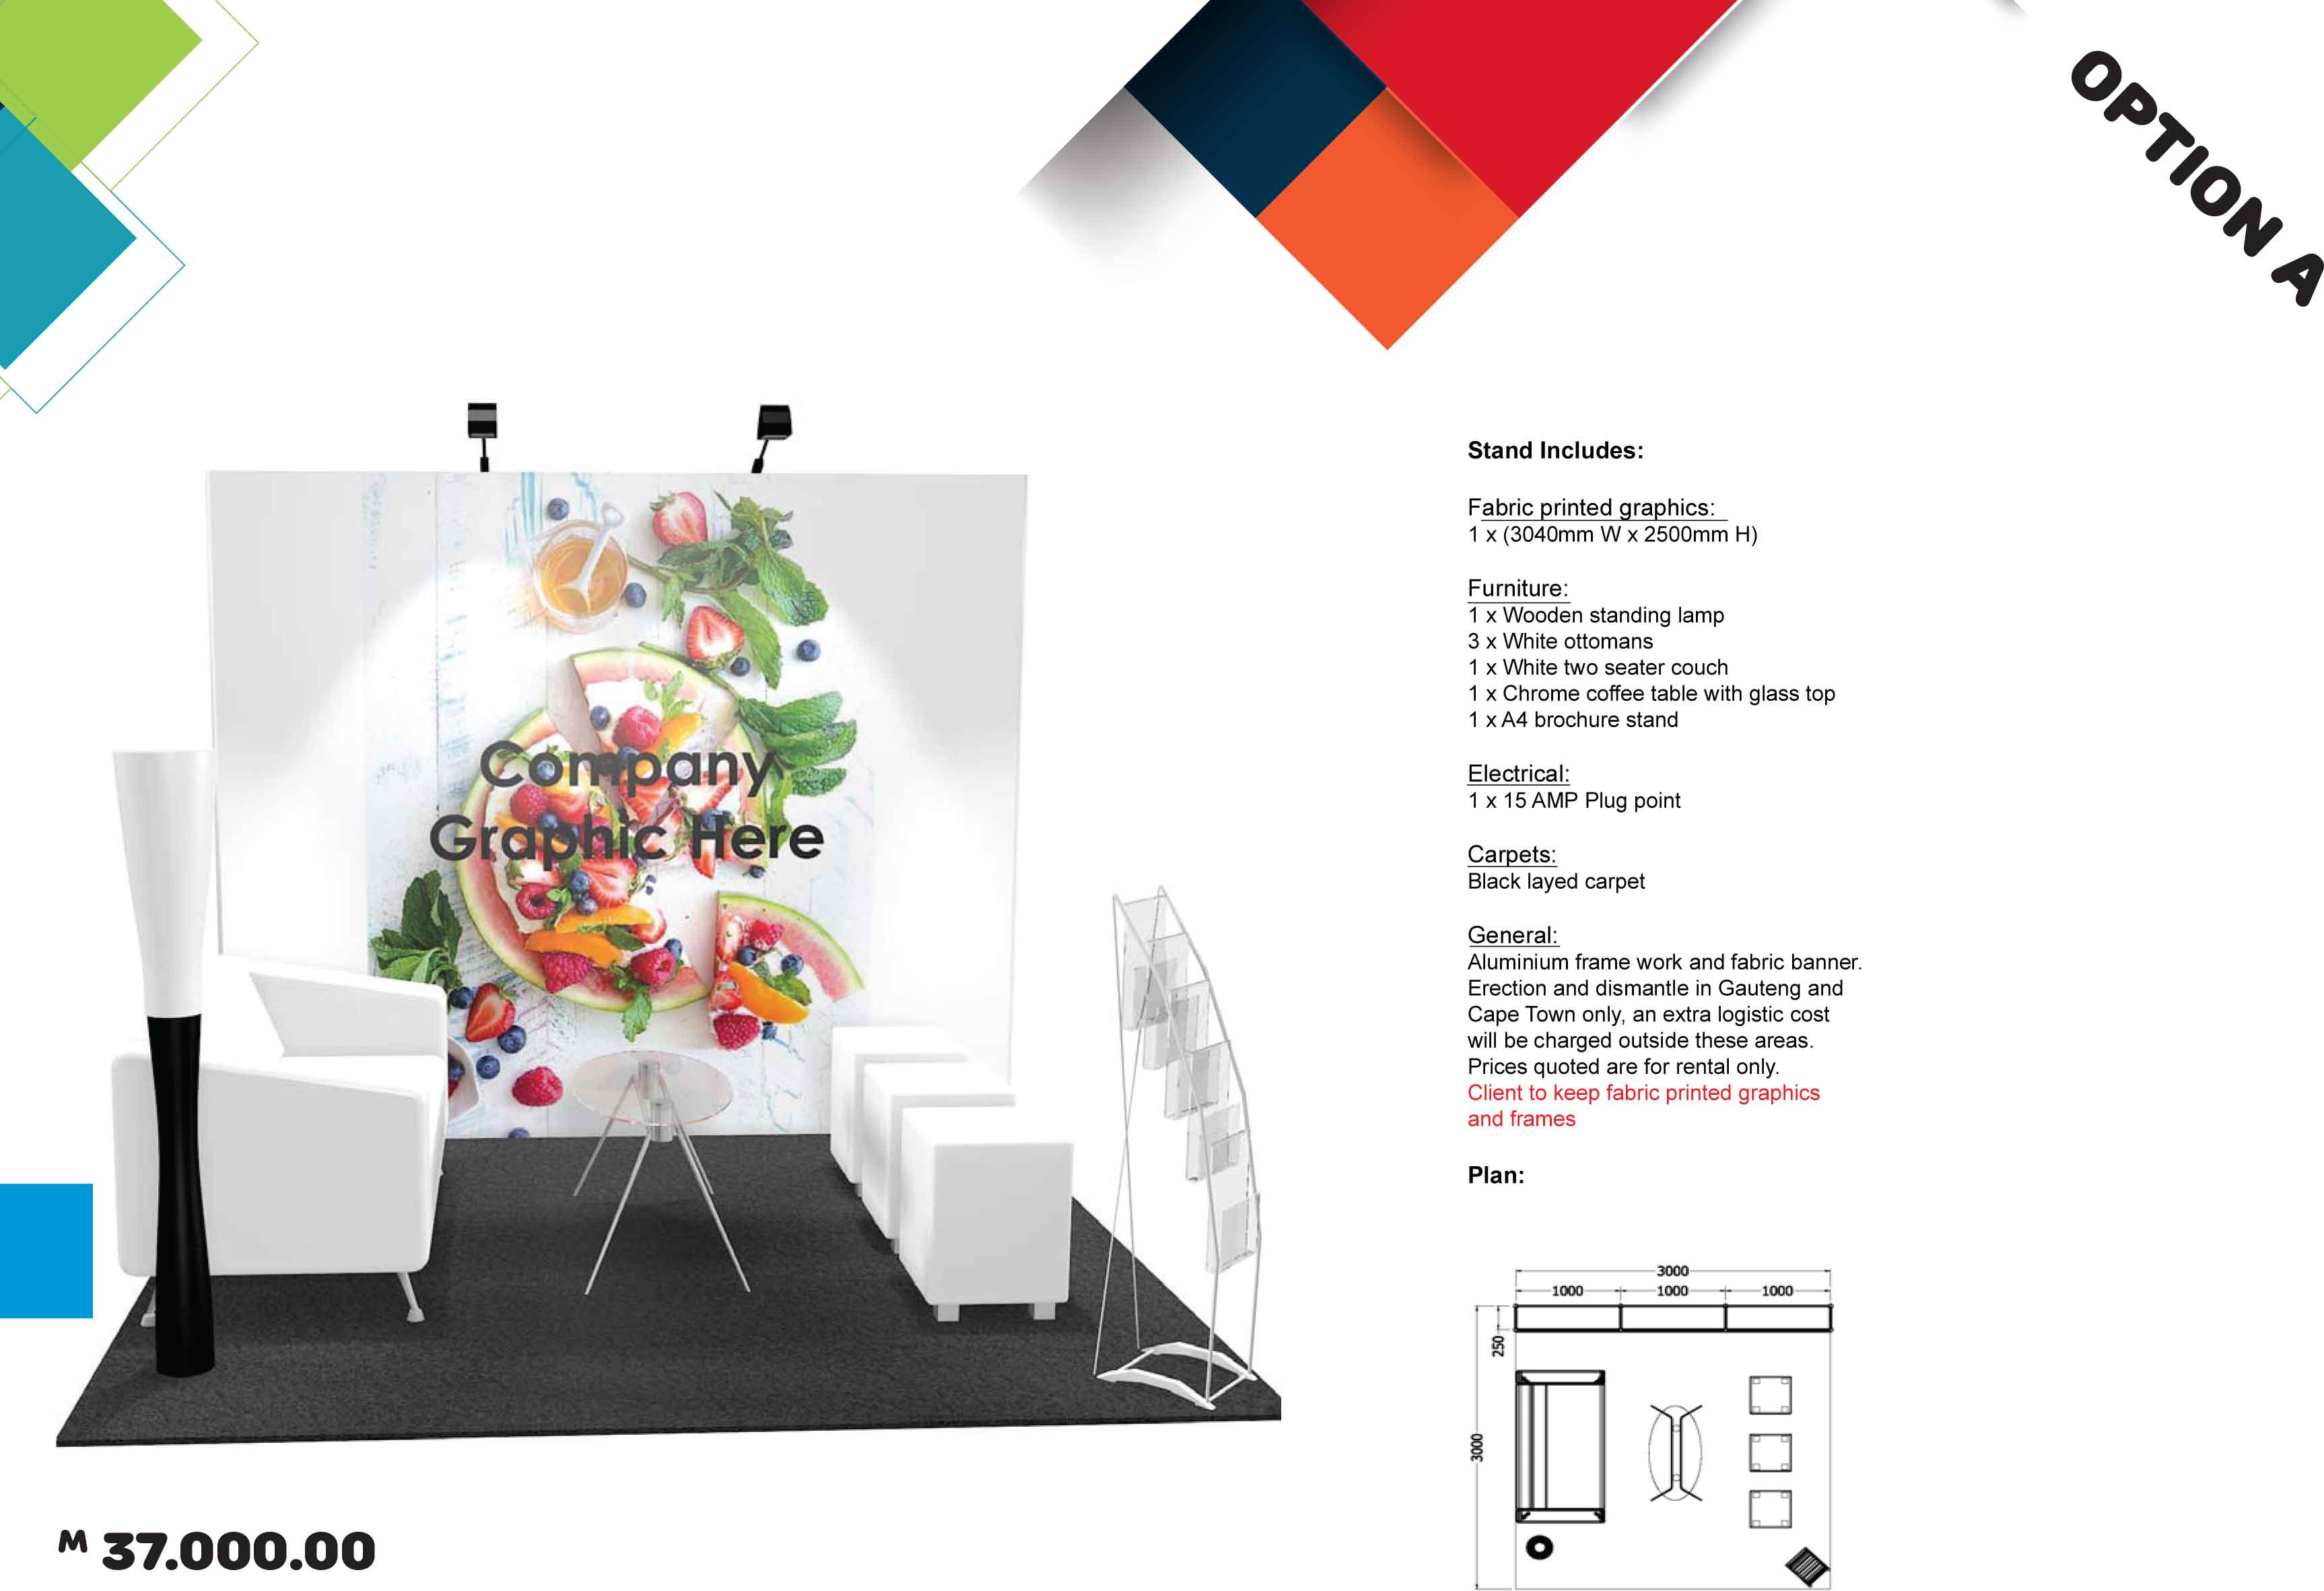 OPTION A
Company
Graphic Here
Stand Includes:
Fabric printed graphics:
1 x (3040mm W x 2500mm H)
Furniture:
1 x Wooden standing lamp
3 x White ottomans
1 x White two seater couch
1 x Chrome coffee table with glass top
1 x A4 brochure stand
Electrical:
1 x 15 AMP Plug point
Carpets:
Black layed carpet
General:
Aluminium frame work and fabric banner.
Erection and dismantle in Gauteng and
Cape Town only, an extra logistic cost
will be charged outside these areas.
Prices quoted are for rental only.
Client to keep fabric printed graphics
and frames
Plan:
3000
1000 1000 1000
250
3000
M 37.000.00